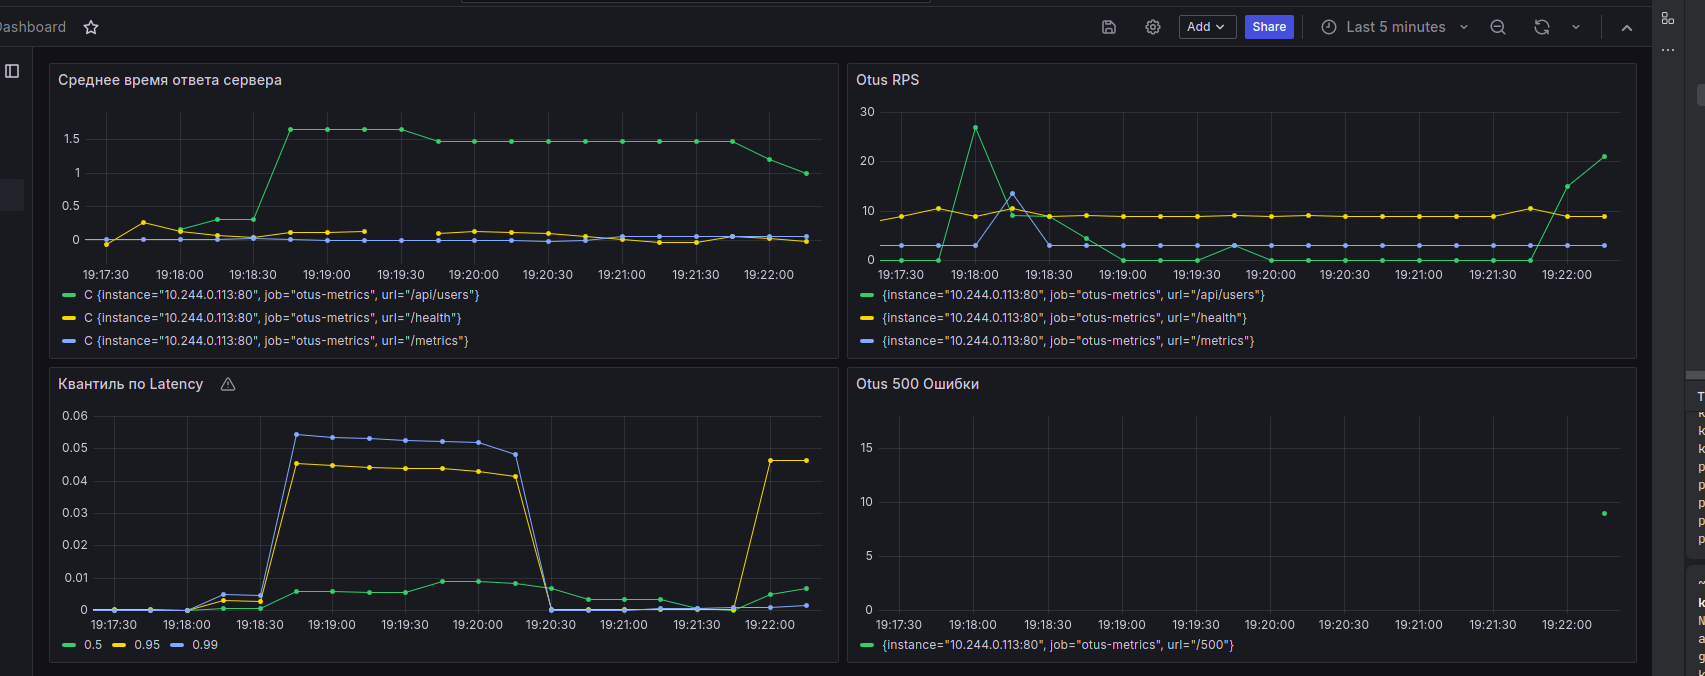 Dashboard
Add
Share
Last 5 minutes
Среднее время ответа сервера
1.5
1
0.5
0
19:17:30 19:18:00 19:18:30 19:19:00 19:19:30 19:20:00 19:20:30 19:21:00 19:21:30 19:22:00
C {instance="10.244.0.113:80", job="otus-metrics", url="/api/users"}
C {instance="10.244.0.113:80", job="otus-metrics", url="/health"}
C {instance="10.244.0.113:80", job="otus-metrics", url="/metrics"}
Otus RPS
30
20
10
0
19:17:30 19:18:00 19:18:30 19:19:00 19:19:30 19:20:00 19:20:30 19:21:00 19:21:30 19:22:00
{instance="10.244.0.113:80", job="otus-metrics", url="/api/users"}
{instance="10.244.0.113:80", job="otus-metrics", url="/health"}
{instance="10.244.0.113:80", job="otus-metrics", url="/metrics"}
Квантиль по Latency
0.06
0.05
0.04
0.03
0.02
0.01
0
19:17:30 19:18:00 19:18:30 19:19:00 19:19:30 19:20:00 19:20:30 19:21:00 19:21:30 19:22:00
0.5 0.95 0.99
Otus 500 Ошибки
15
10
5
0
19:17:30 19:18:00 19:18:30 19:19:00 19:19:30 19:20:00 19:20:30 19:21:00 19:21:30 19:22:00
{instance="10.244.0.113:80", job="otus-metrics", url="/500"}